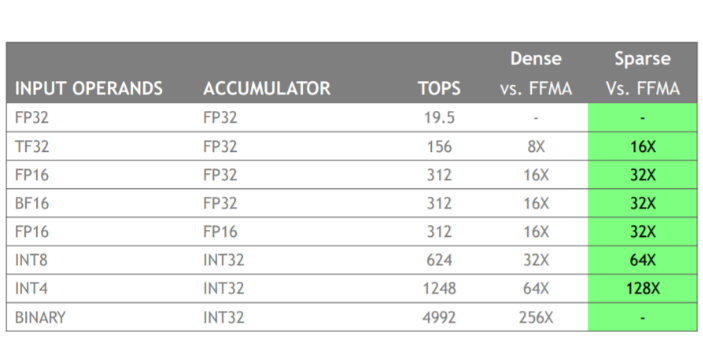 Dense Sparse
INPUT OPERANDS ACCUMULATOR TOPS vs. FFMA Vs. FFMA
FP32 FP32 19.5 - -
TF32 FP32 156 8X 16X
FP16 FP32 312 16X 32X
BF16 FP32 312 16X 32X
FP16 FP16 312 16X 32X
INT8 INT32 624 32X 64X
INT4 INT32 1248 64X 128X
BINARY INT32 4992 256X -